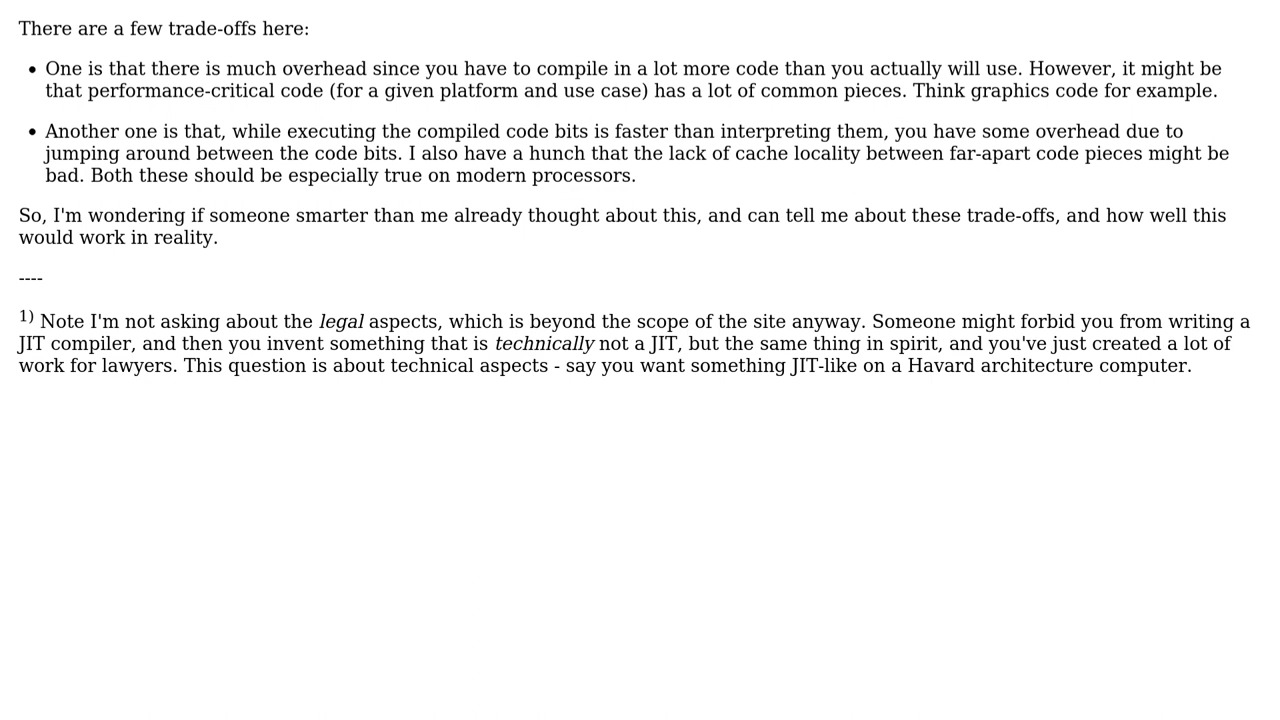 There are a few trade-offs here:
• One is that there is much overhead since you have to compile in a lot more code than you actually will use. However, it might be
that performance-critical code (for a given platform and use case) has a lot of common pieces. Think graphics code for example.
• Another one is that, while executing the compiled code bits is faster than interpreting them, you have some overhead due to
jumping around between the code bits. I also have a hunch that the lack of cache locality between far-apart code pieces might be
bad. Both these should be especially true on modern processors.
So, I'm wondering if someone smarter than me already thought about this, and can tell me about these trade-offs, and how well this
would work in reality.
----
1) Note I'm not asking about the legal aspects, which is beyond the scope of the site anyway. Someone might forbid you from writing a
JIT compiler, and then you invent something that is technically not a JIT, but the same thing in spirit, and you've just created a lot of
work for lawyers. This question is about technical aspects - say you want something JIT-like on a Havard architecture computer.